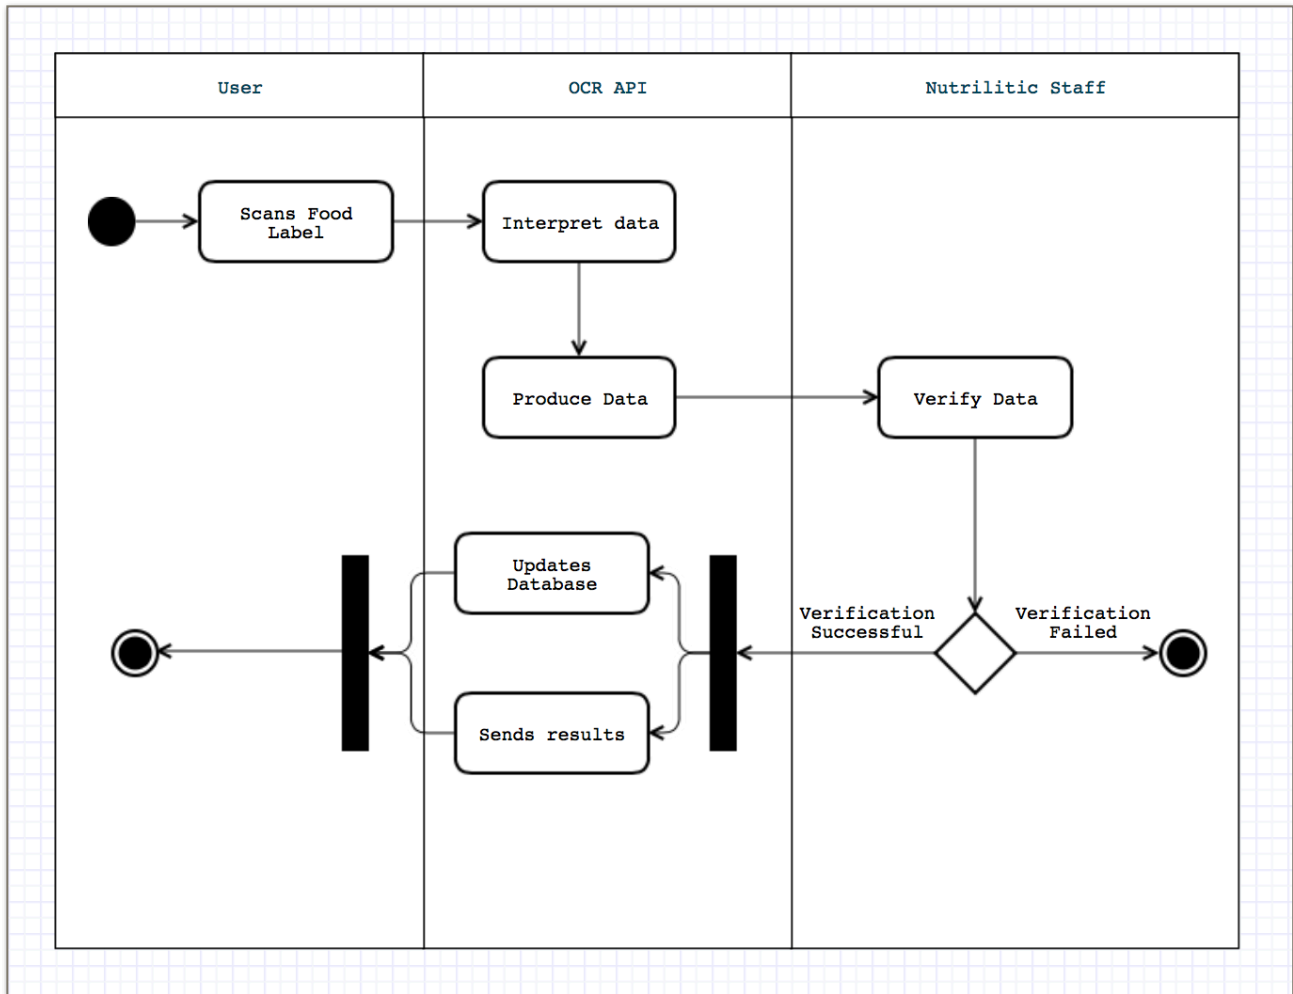 User
OCR API
Nutrilitic Staff
Scans Food
Label
Interpret data
Produce Data
Verify Data
Updates
Database
Verification
Successful
Verification
Failed
Sends results